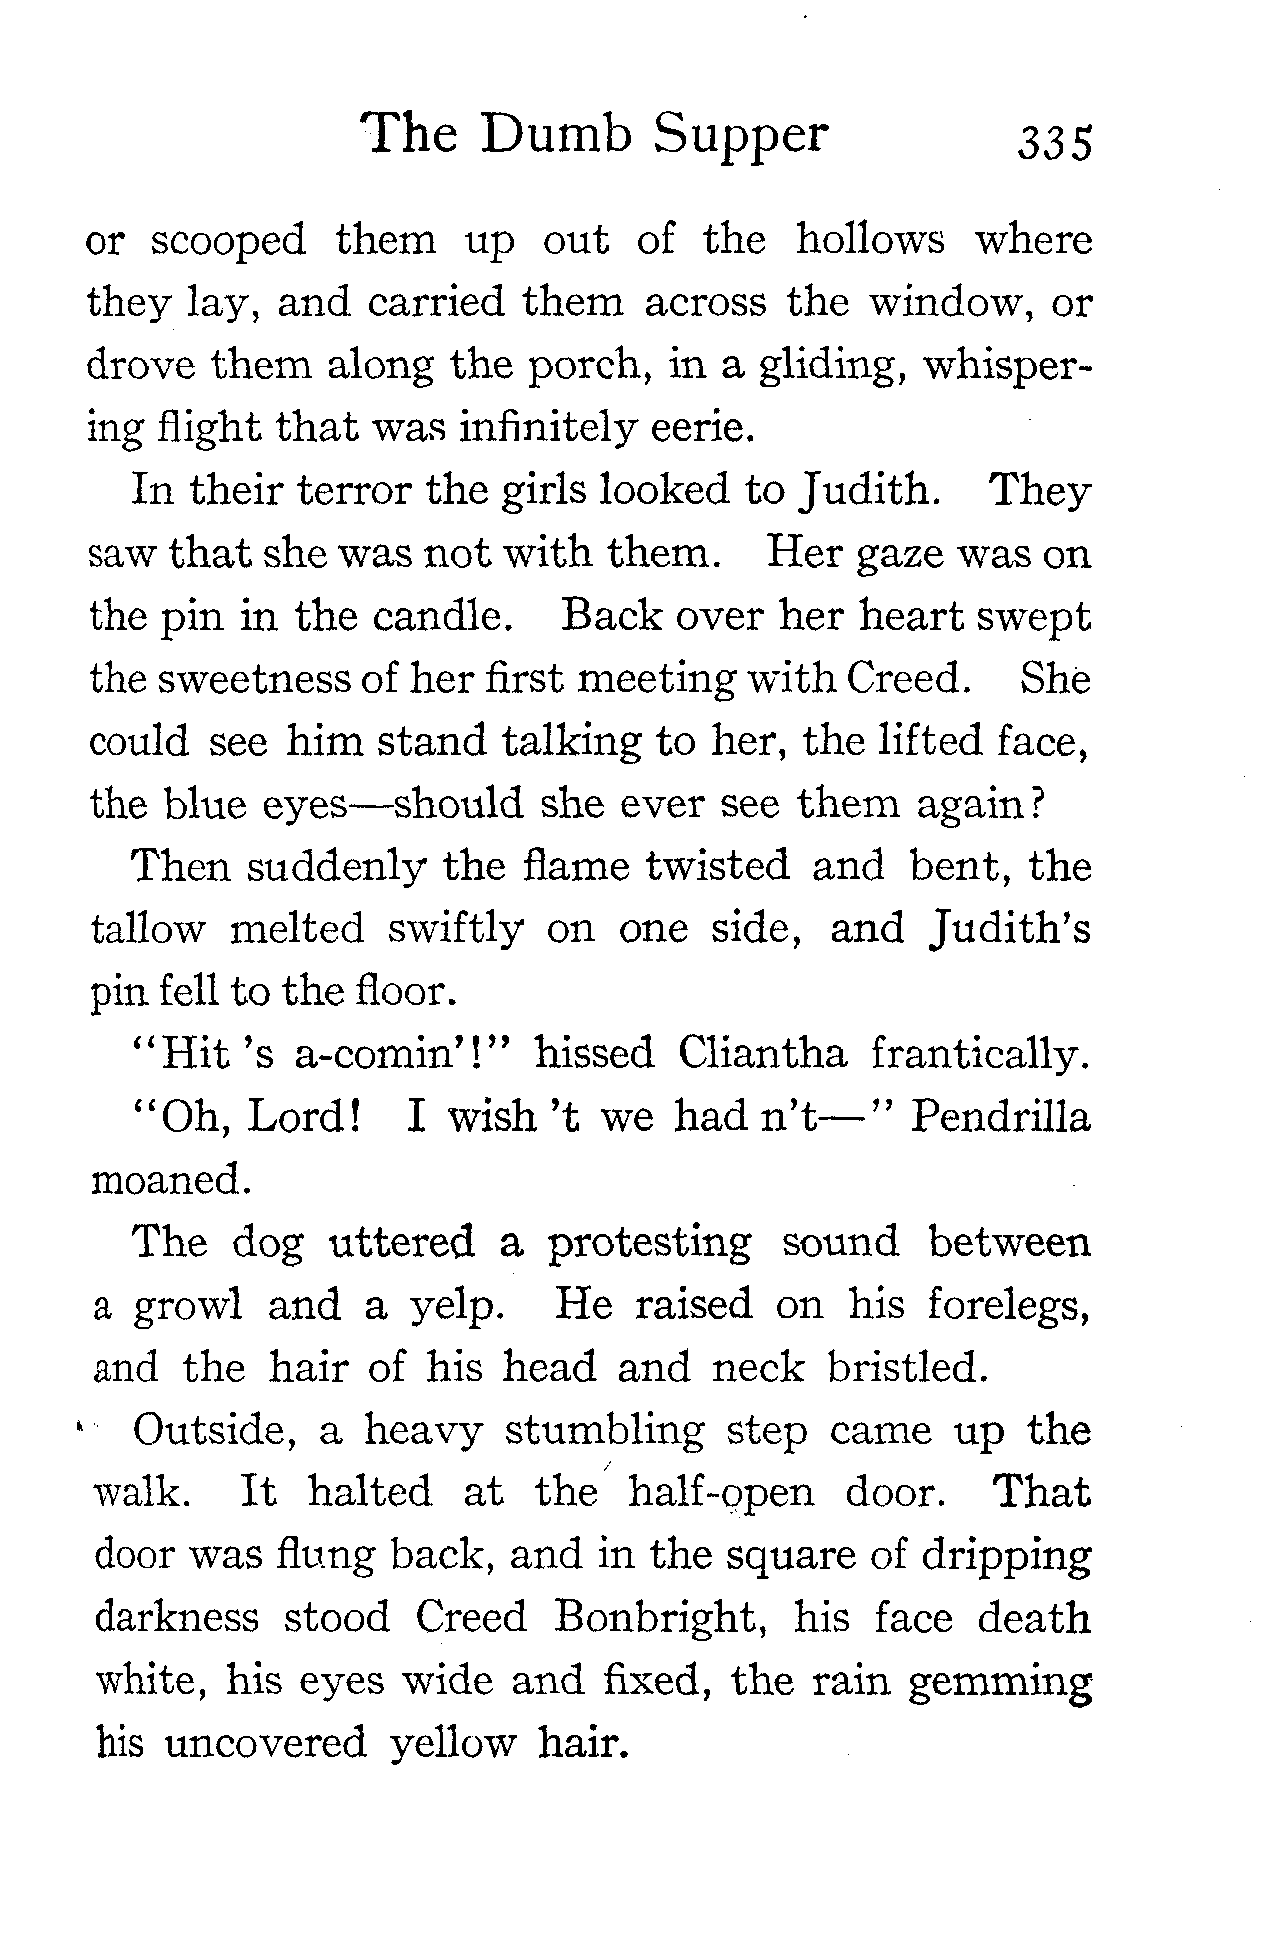 The Dumb Supper 335
or scooped them up out of the hollows where
they lay, and carried them across the window, or
drove them along the porch, in a gliding, whisper-
ing flight that was infinitely eerie.
In their terror the girls looked to Judith. They
saw that she was not with them. Her gaze was on
the pin in the candle. Back over her heart swept
the sweetness of her first meeting with Creed. She
could see him stand talking to her, the lifted face,
the blue eyes—should she ever see them again?
Then suddenly the flame twisted and bent, the
tallow melted swiftly on one side, and Judith's
pin fell to the floor.
"Hit 's a-comin'!" hissed Cliantha frantically.
"Oh, Lord! I wish 't we had n't—" Pendrilla
moaned.
The dog uttered a protesting sound between
a growl and a yelp. He raised on his forelegs,
and the hair of his head and neck bristled.
Outside, a heavy stumbling step came up the
walk. It halted at the half-open door. That
door was flung back, and in the square of dripping
darkness stood Creed Bonbright, his face death
white, his eyes wide and fixed, the rain gemming
his uncovered yellow hair.